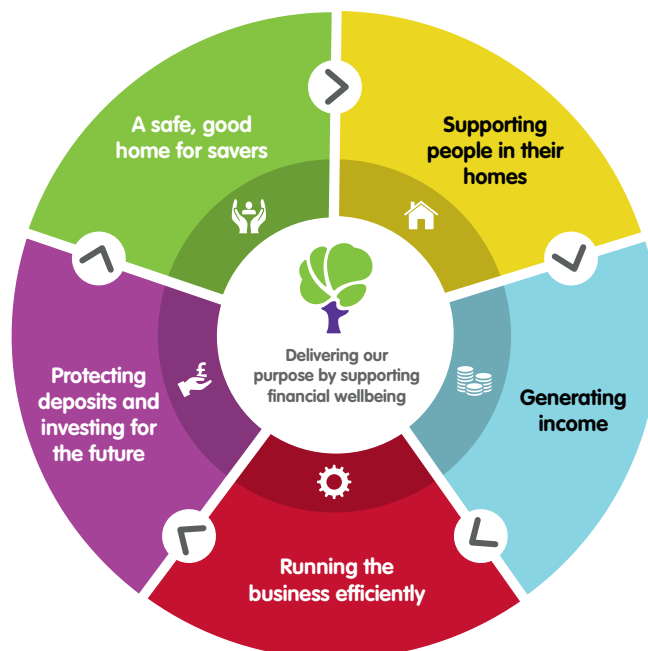 A safe, good
home for savers
Supporting
people in their
homes
Generating
income
Running the
business efficiently
Protecting
deposits and
investing for
the future
£
Delivering our
purpose by supporting
financial wellbeing